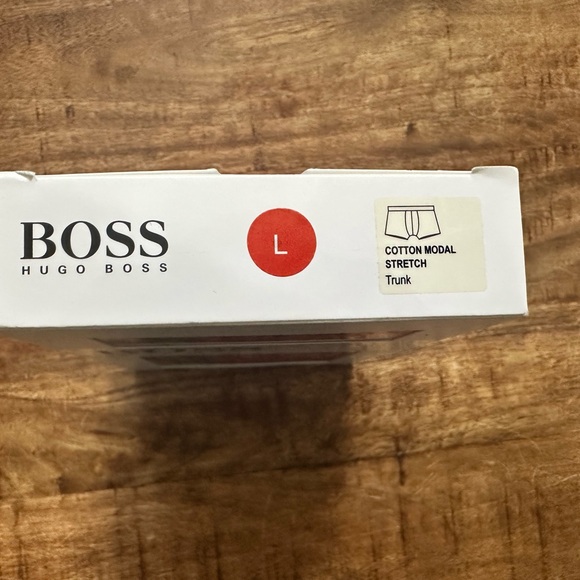 BOSS
HUGO BOSS
L
COTTON MODAL
STRETCH
Trunk